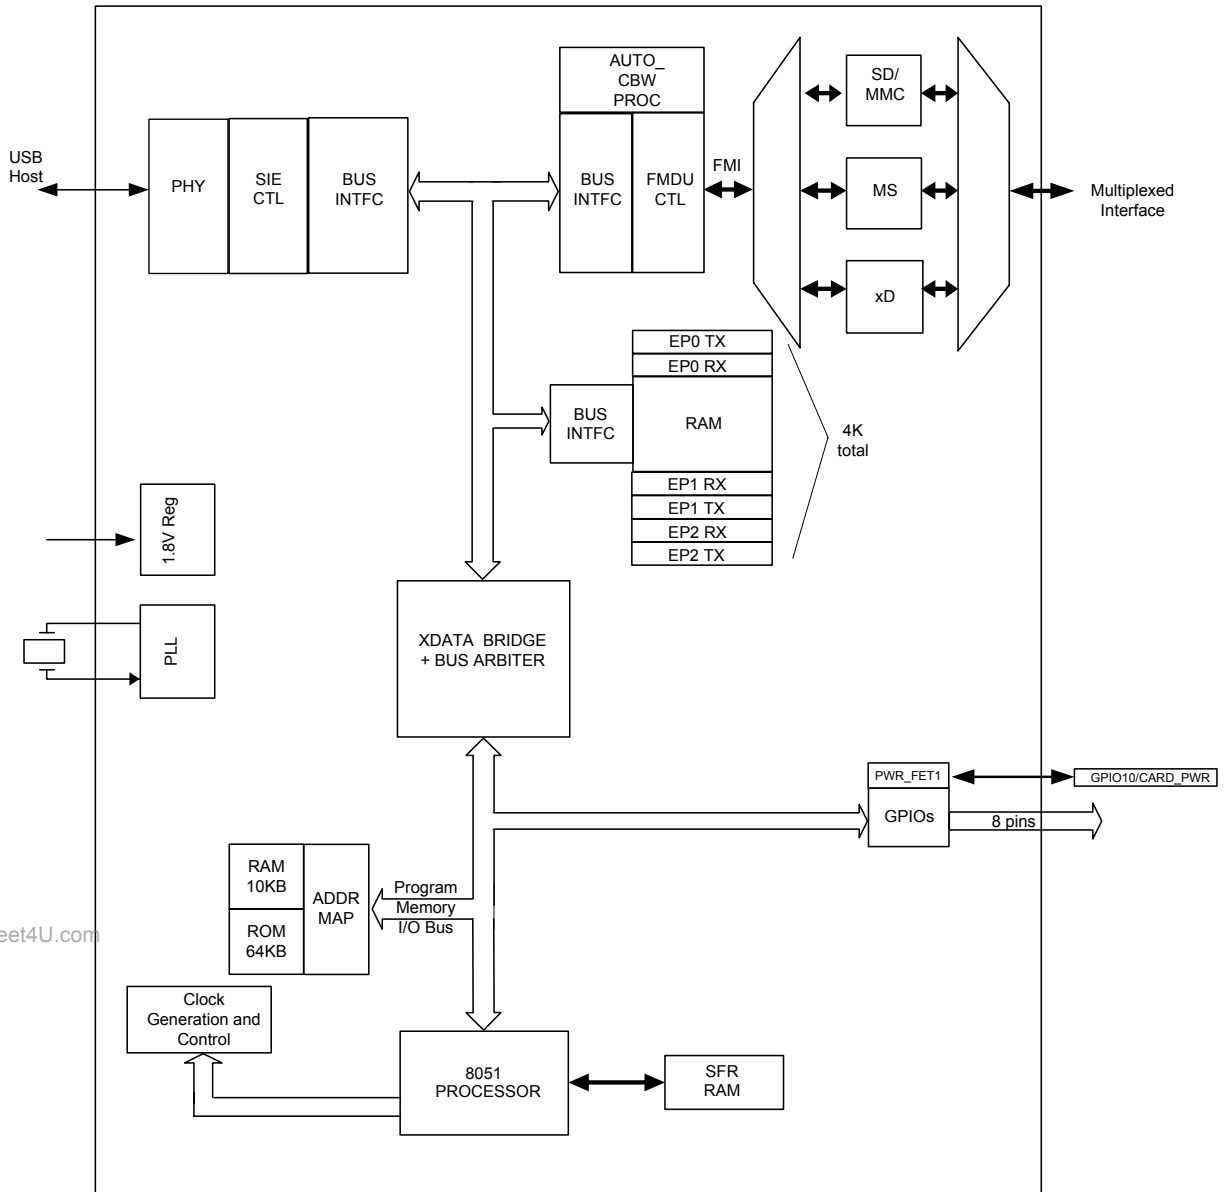 AUTO_
CBW
PROC
SD/
MMC
USB
Host
PHY
SIE
CTL
BUS
INTFC
BUS
INTFC
FMDU
CTL
FMI
MS
Multiplexed
Interface
xD
EP0 TX
EP0 RX
BUS
INTFC
RAM
4K
total
EP1 RX
EP1 TX
EP2 RX
EP2 TX
1.8V Reg
PLL
XDATA BRIDGE
+ BUS ARBITER
PWR_FET1
GPIO10/CARD_PWR
GPIOs
8 pins
RAM
10KB
ADDR
MAP
ROM
64KB
Program
Memory
I/O Bus
eet4U.com
Clock
Generation and
Control
8051
PROCESSOR
SFR
RAM